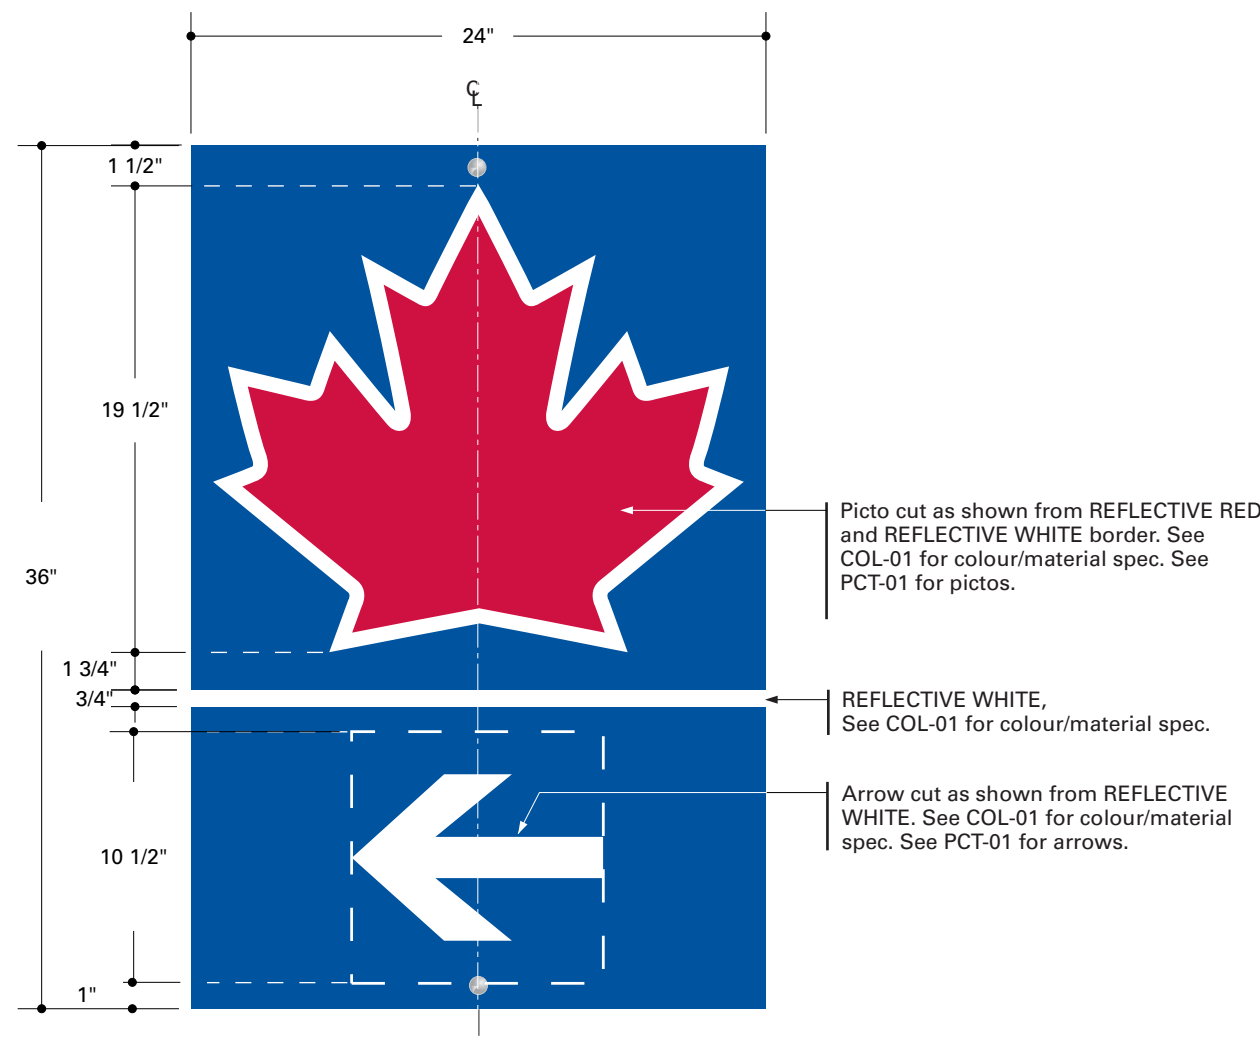 24"
CL
1 1/2"
19 1/2"
36"
1 3/4"
3/4"
10 1/2"
1"
Picto cut as shown from REFLECTIVE RED
and REFLECTIVE WHITE border. See
COL-01 for colour/material spec. See
PCT-01 for pictos.
REFLECTIVE WHITE,
See COL-01 for colour/material spec.
Arrow cut as shown from REFLECTIVE
WHITE. See COL-01 for colour/material
spec. See PCT-01 for arrows.